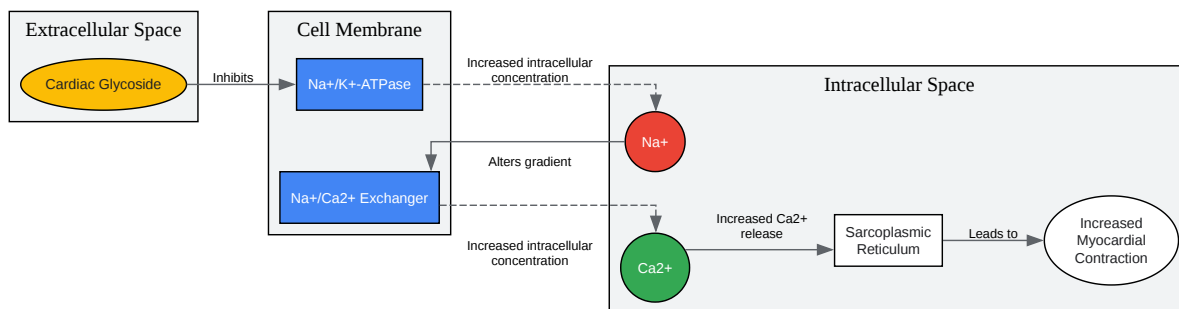 Extracellular Space
Cardiac Glycoside
Inhibits
Cell Membrane
Na+/K+-ATPase
Increased intracellular
concentration
Na+/Ca2+ Exchanger
Alters gradient
Increased intracellular
concentration
Intracellular Space
Na+
Ca2+
Increased Ca2+
release
Sarcoplasmic
Reticulum
Leads to
Increased
Myocardial
Contraction